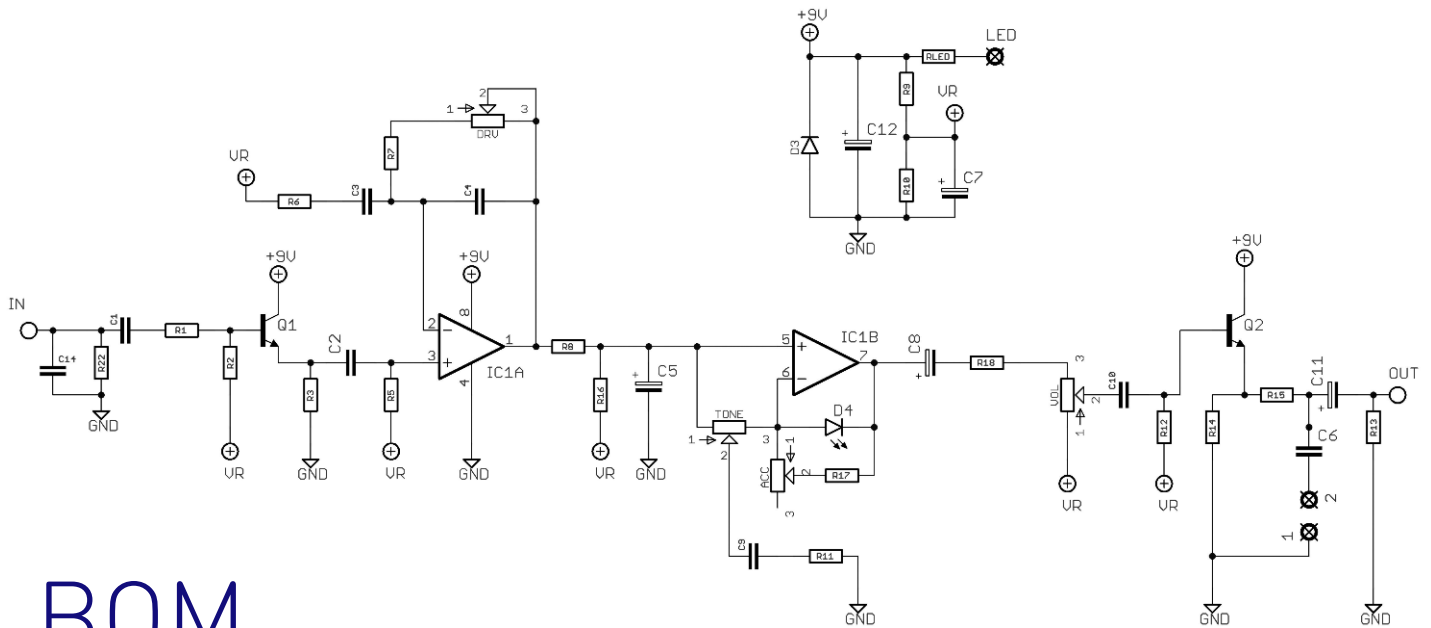 +9V
LED
RLED
R9
VR
D3
C12
R10
C7
GND
2
1
3
DRV
R7
VR
R6
C3
C4
+9V
+9V
+9V
IN
C1
R1
Q1
C14
R22
R2
R3
C2
R5
8
2
3
1
4
IC1A
GND
VR
GND
VR
GND
R8
R16
C5
VR
GND
5
6
7
IC1B
TONE
1
2
3
D4
1
2
3
ACC
R17
C9
R11
GND
C8
R18
3
VOL
2
1
VR
C10
R12
VR
Q2
R14
R15
C11
OUT
C6
R13
2
1
GND
GND
BOM